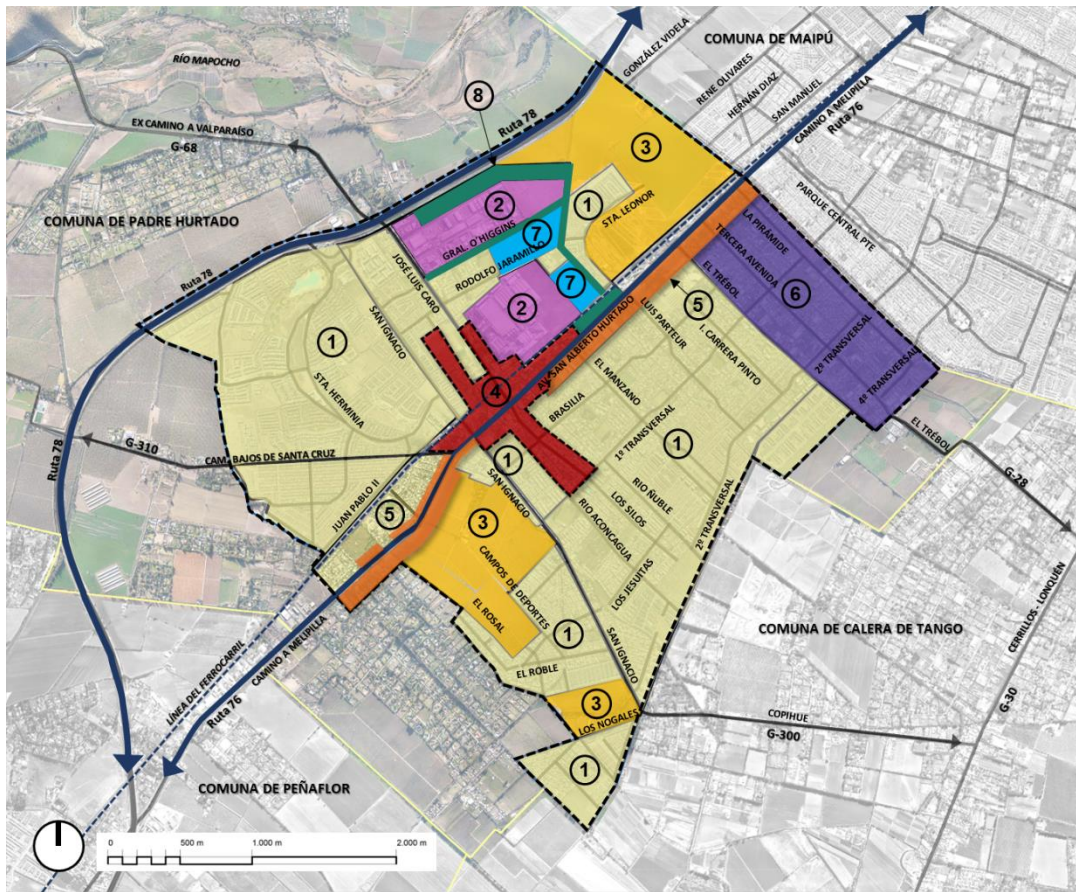 COMUNA DE MAIPÚ
GONZÁLEZ VIDELA
RENE OLIVARES
HERNÁN DIAZ
SAN MANUEL
CAMINO A MELIPILLA
Ruta 76
RÍO MAPOCHO
EX CAMINO A VALPARAÍSO
G-68
Ruta 78
8
3
PARQUE CENTRAL PTE
COMUNA DE PADRE HURTADO
2
1
STA. LEONOR
GRAL. O'HIGGINS
7
RODOLFO JARAMILLO
LA PIRÁMIDE
TERCERA AVENIDA
EL TRÉBOL
6
Ruta 78
JOSÉ LUIS CARO
SAN IGNACIO
7
2
5
AV. SAN ALBERTO HURTADO
LUIS PARTEUR
I. CARRERA PINTO
2º TRANSVERSAL
4º TRANSVERSAL
1
STA. HERMINIA
4
EL MANZANO
BRASILIA
1º TRANSVERSAL
1
EL TRÉBOL
G-28
Ruta 78
G-310
CAM. BAJOS DE SANTA CRUZ
1
SAN IGNACIO
RIO ÑUBLE
LOS SILOS
2º TRANSVERSAL
JUAN PABLO II
5
3
RIO ACONCAGUA
LOS JESUITAS
CAMPOS DE DEPORTES
EL ROSAL
1
SAN IGNACIO
COMUNA DE CALERA DE TANGO
CERRILLOS - LONQUÉN
G-30
EL ROBLE
LÍNEA DEL FERROCARRIL
CAMINO A MELIPILLA
Ruta 76
3
LOS NOGALES
COPIHUE
G-300
1
COMUNA DE PEÑAFLOR
0
500 m
1.000 m
2.000 m